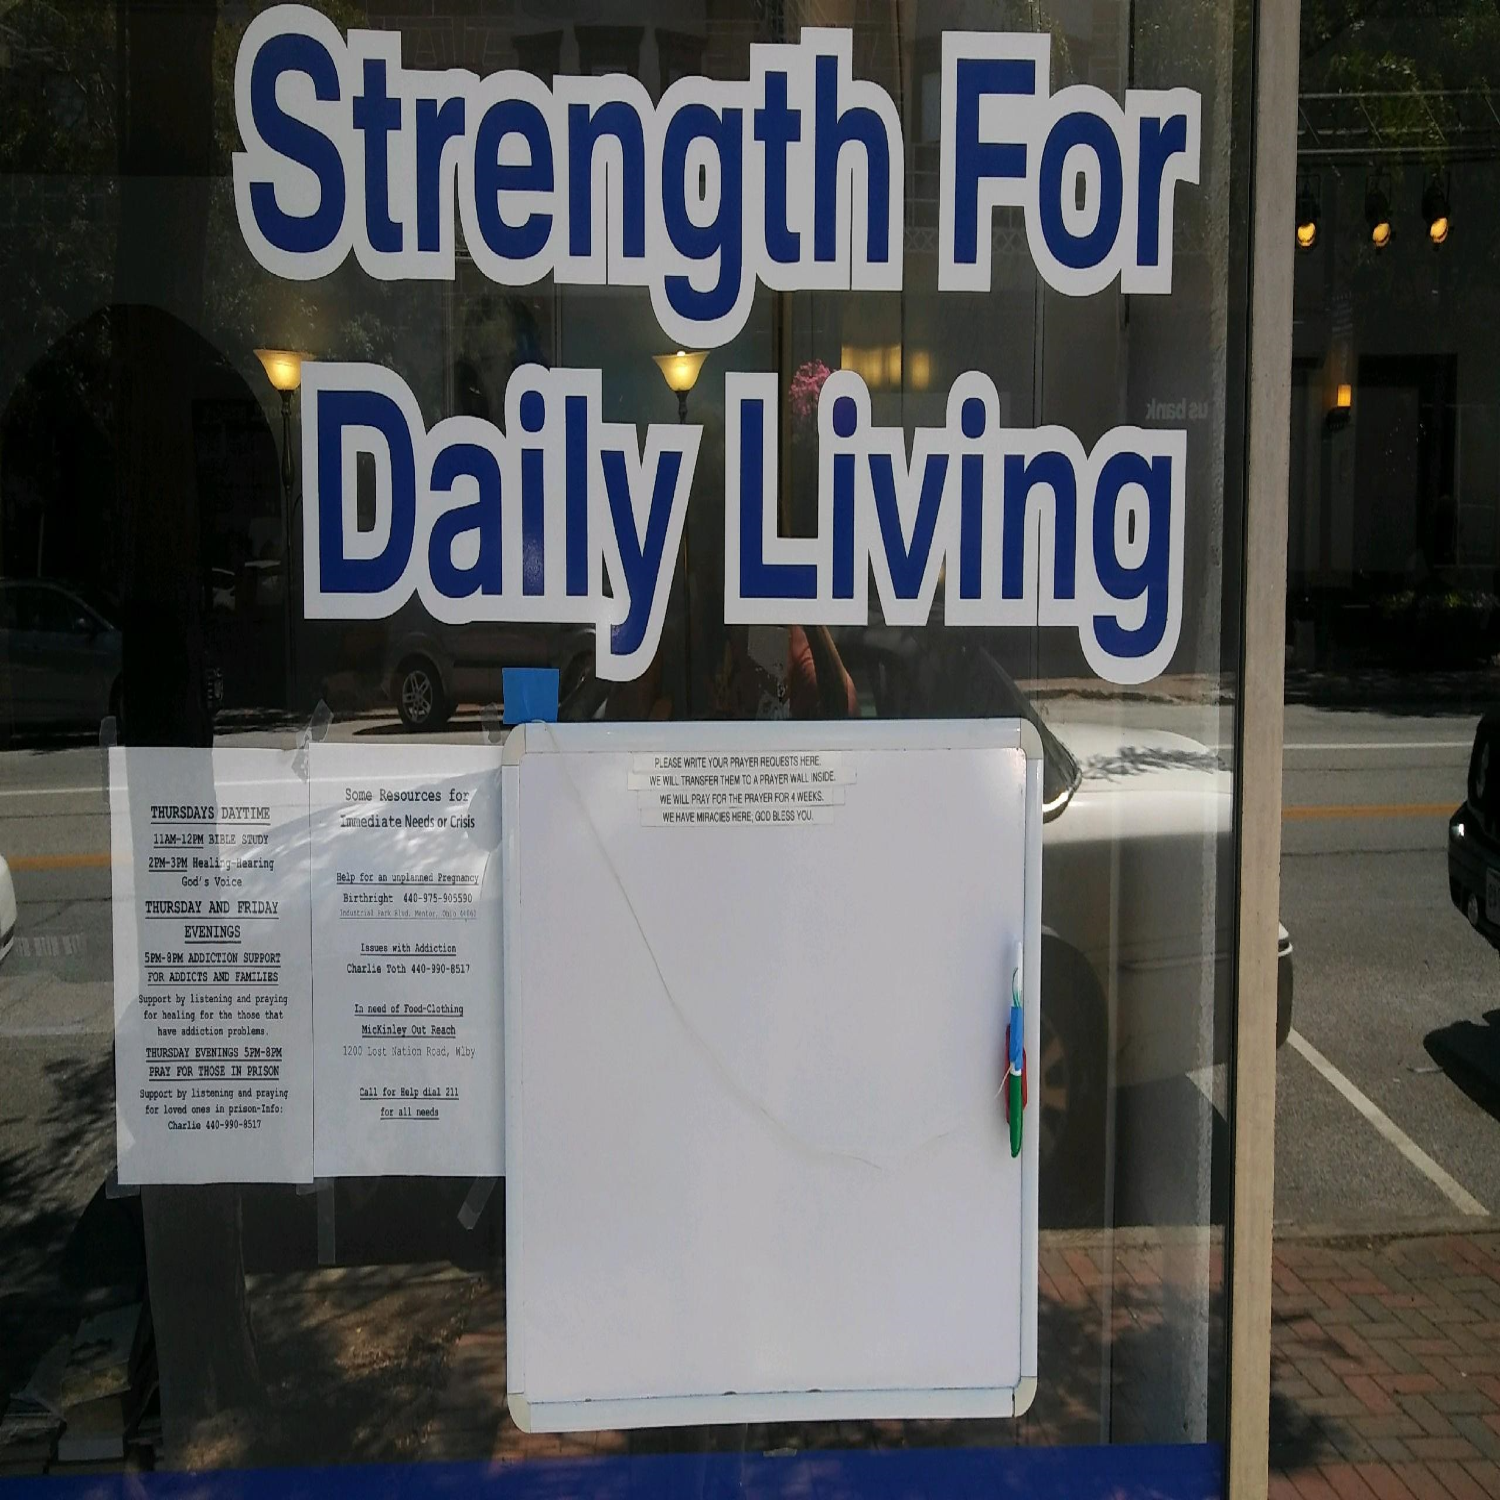 Strength For
Daily Living
THURSDAYS DAYTIME
11AM-12PM BIBLE STUDY
2PM-3PM Healing-Hearing
God's Voice
THURSDAY AND FRIDAY
EVENINGS
5PM-8PM ADDICTION SUPPORT
FOR ADDICTS AND FAMILIES
Support by listening and praying
for healing for the those that
have addiction problems.
THURSDAY EVENINGS 5PM-8PM
PRAY FOR THOSE IN PRISON
Support by listening and praying
for loved ones in prison-Info:
Charlie 440-990-8517
Some Resources for
Immediate Needs or Crisis
Help for an unplanned Pregnancy
Birthright 440-975-905590
Industrial Park Blvd. Mentor, Ohio 44060
Issues with Addiction
Charlie Toth 440-990-8517
In need of Food-Clothing
MicKinley Out Reach
1200 Lost Nation Road, Wlby
Call for Help dial 211
for all needs
PLEASE WRITE YOUR PRAYER REQUESTS HERE.
WE WILL TRANSFER THEM TO A PRAYER WALL INSIDE.
WE WILL PRAY FOR THE PRAYER FOR 4 WEEKS.
WE HAVE MIRACIES HERE; GOD BLESS YOU.
us bank